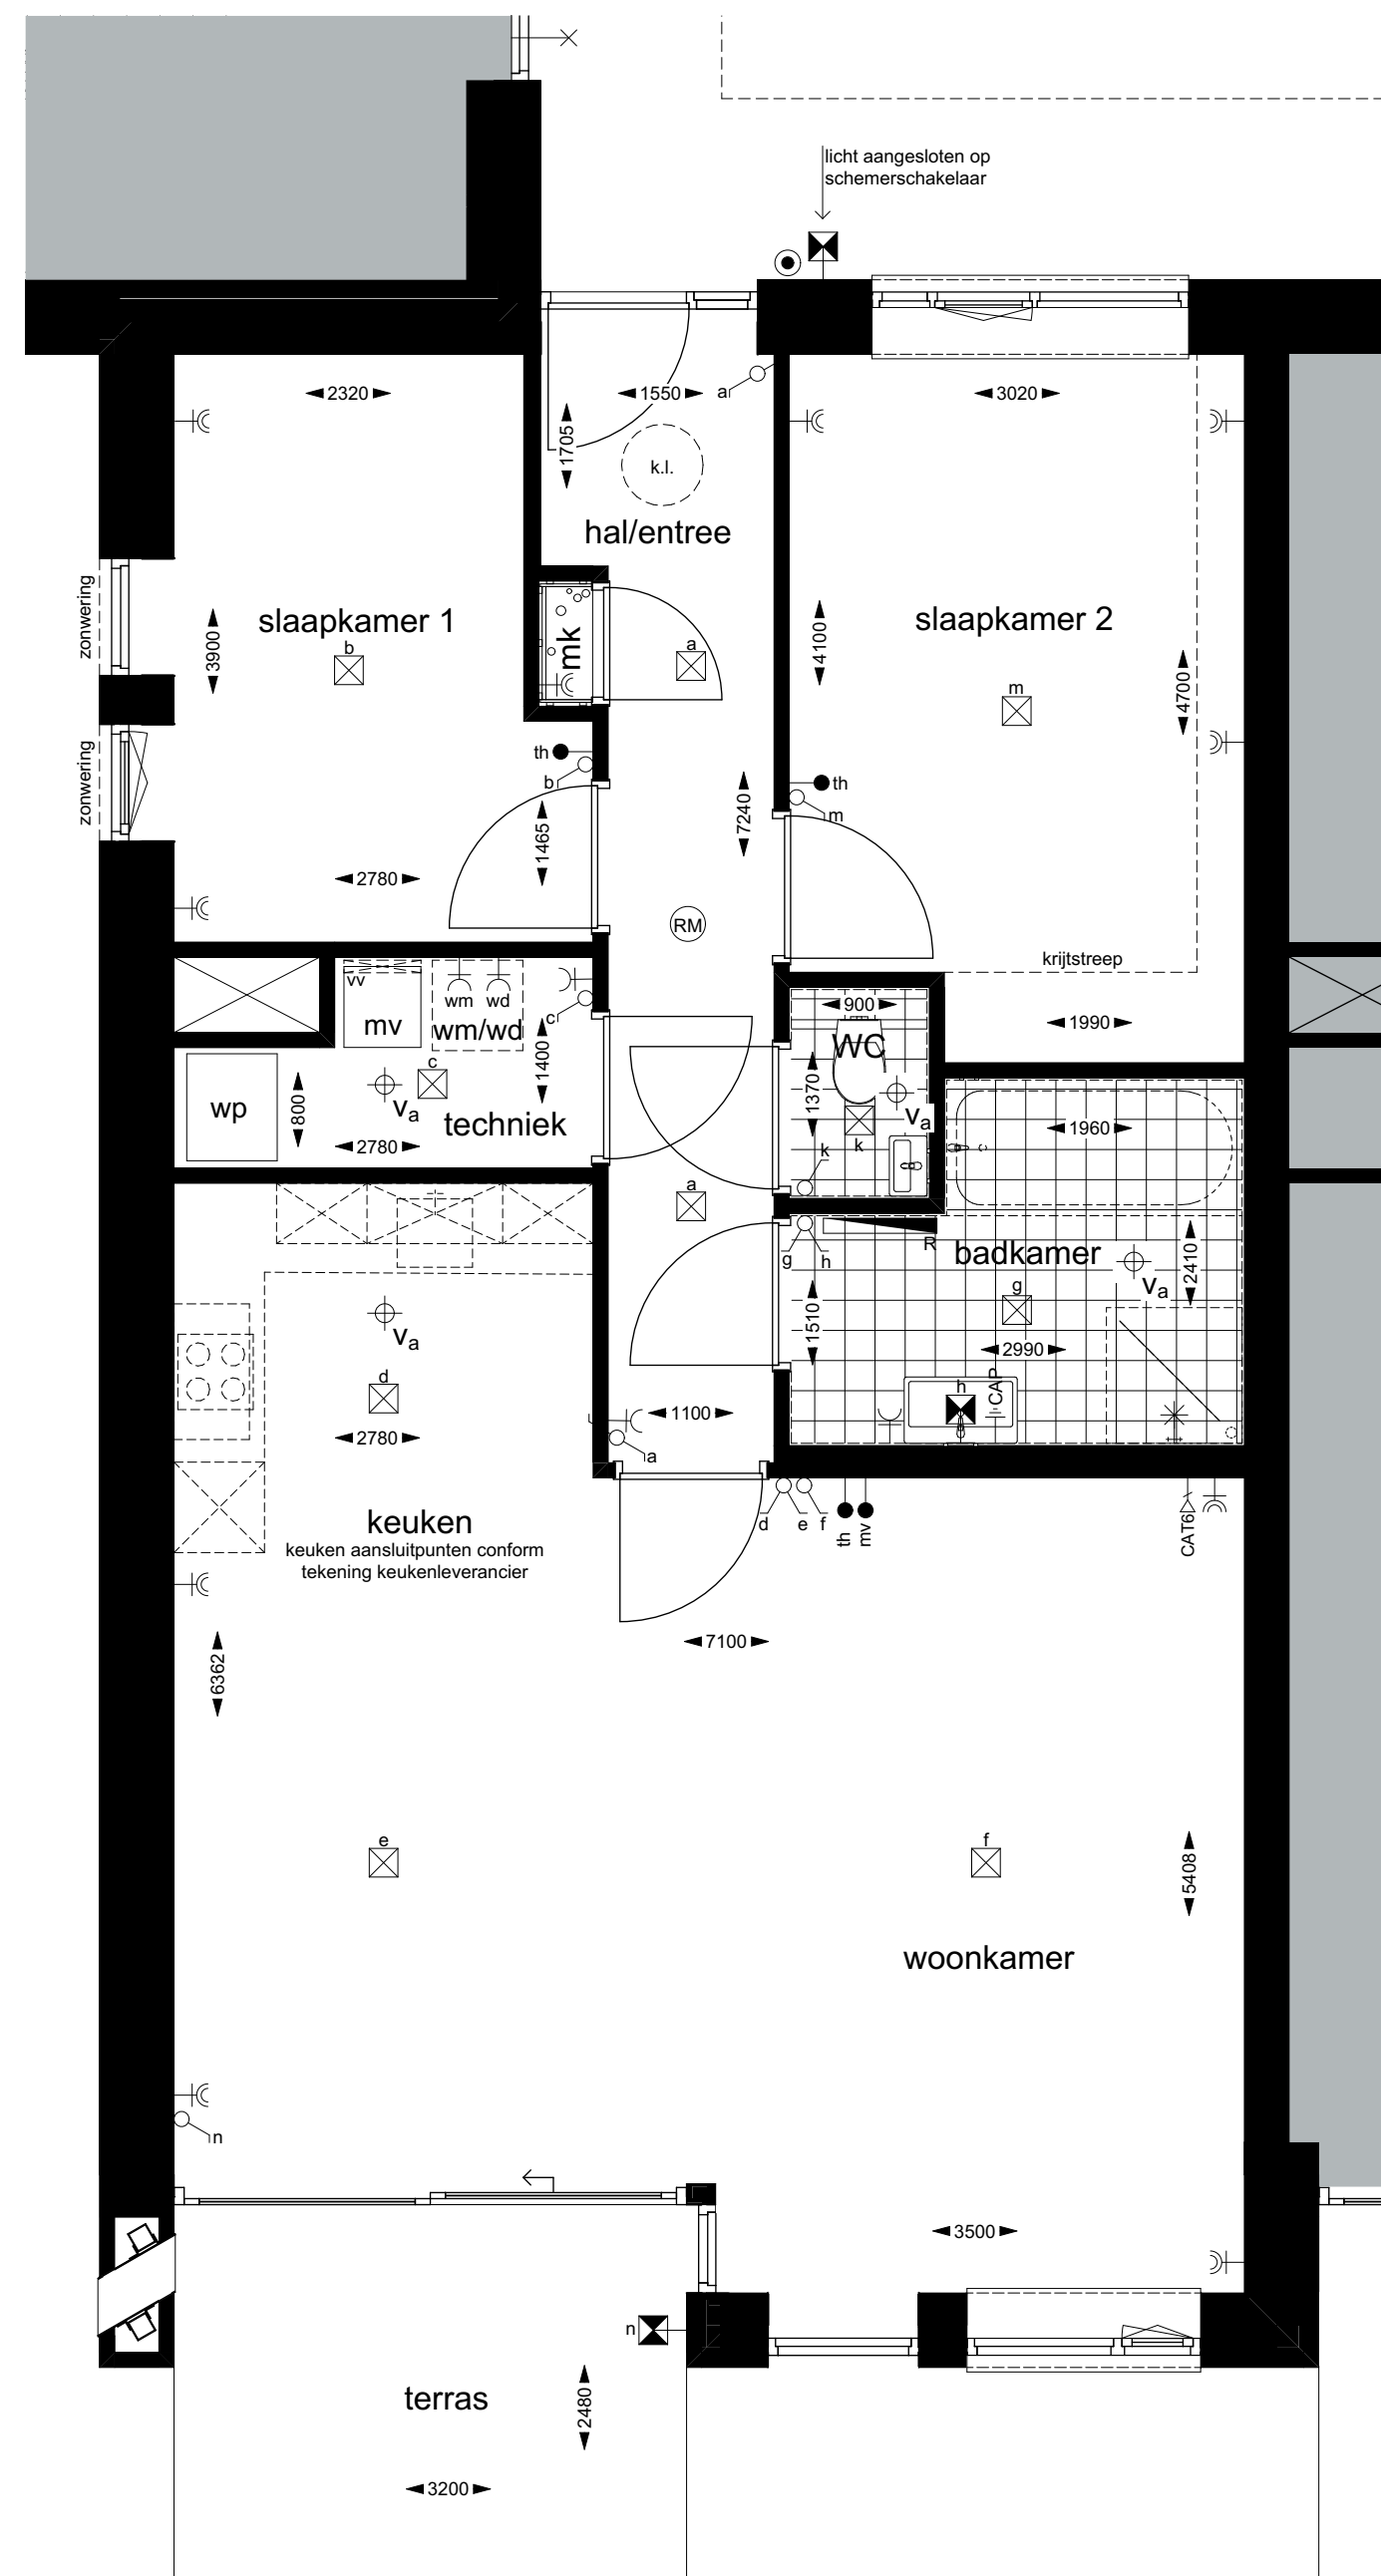 licht aangesloten op
schemerschakelaar
2320
1550
a
3020
1705
k.l.
hal/entree
zonwering
slaapkamer 1
slaapkamer 2
3900
b
mk
a
4100
m
4700
zonwering
th
b
th
m
7240
1465
2780
RM
krijtstreep
vv
mv
wm
wd
wm/wd
c
900
1990
WC
c
1400
wp
800
va
techniek
2780
1370
va
k
k
1960
a
g
h
R
badkamer
va
2410
g
1510
2990
va
d
2780
h
CAP
1100
a
keuken
keuken aansluitpunten conform
tekening keukenleverancier
d
e
f
th
mv
CAT6
6362
7100
e
f
5408
woonkamer
n
3500
n
terras
2480
3200